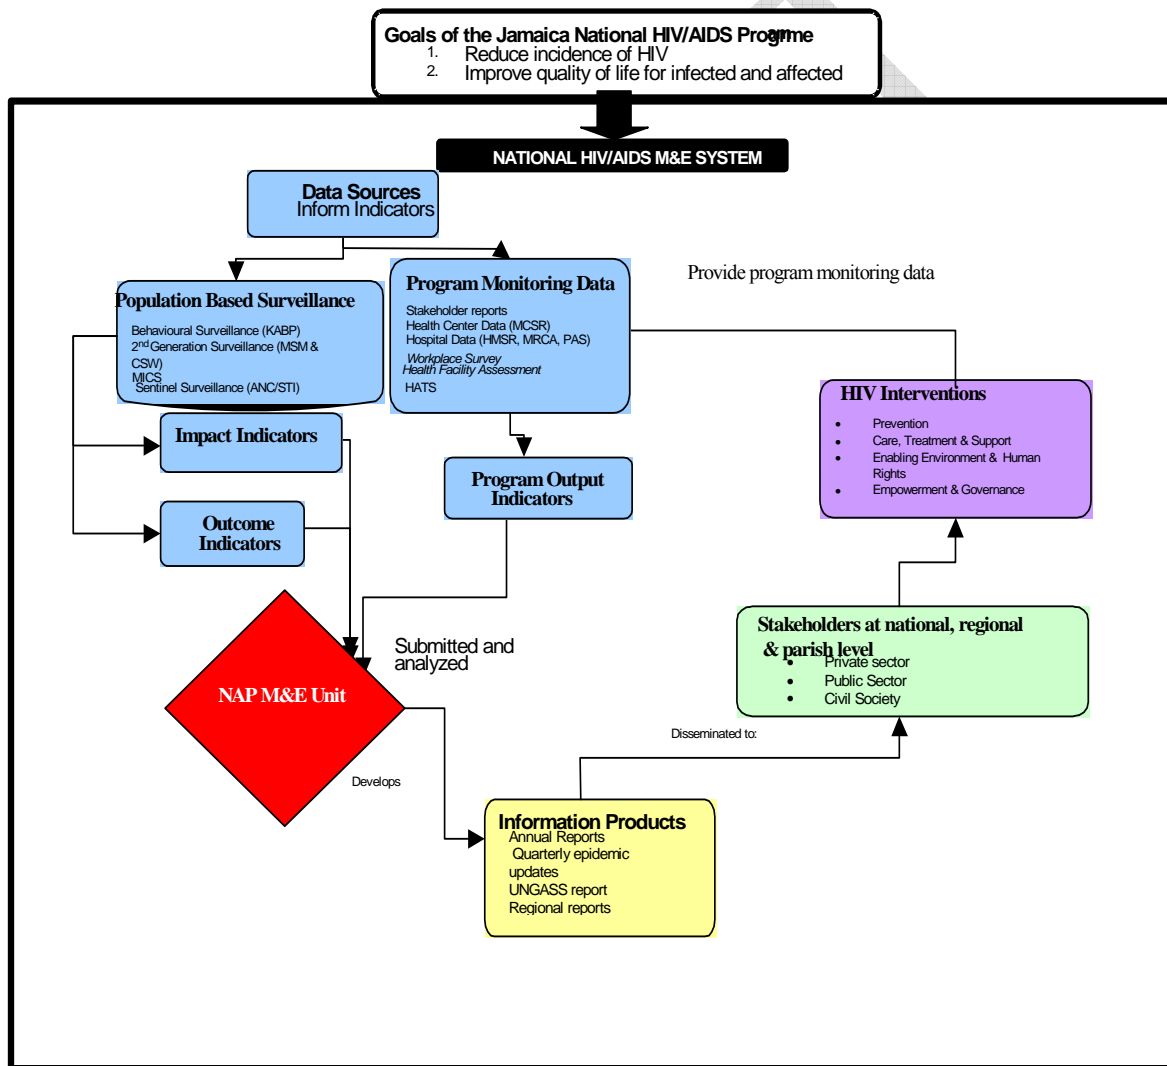 Goals of the Jamaica National HIV/AIDS Programme
1. Reduce incidence of HIV
2. Improve quality of life for infected and affected
NATIONAL HIV/AIDS M&E SYSTEM
Data Sources
Inform Indicators
Population Based Surveillance
Behavioural Surveillance (KABP)
2nd Generation Surveillance (MSM &
CSW)
MICS
Sentinel Surveillance (ANC/STI)
Program Monitoring Data
Stakeholder reports
Health Center Data (MCSR)
Hospital Data (HMSR, MRCA, PAS)
Workplace Survey
Health Facility Assessment
HATS
Provide program monitoring data
HIV Interventions
• Prevention
• Care, Treatment & Support
• Enabling Environment & Human
Rights
• Empowerment & Governance
Impact Indicators
Program Output
Indicators
Outcome
Indicators
Stakeholders at national, regional
& parish level
• Private sector
• Public Sector
• Civil Society
Submitted and
analyzed
NAP M&E Unit
Disseminated to:
Develops
Information Products
Annual Reports
Quarterly epidemic
updates
UNGASS report
Regional reports